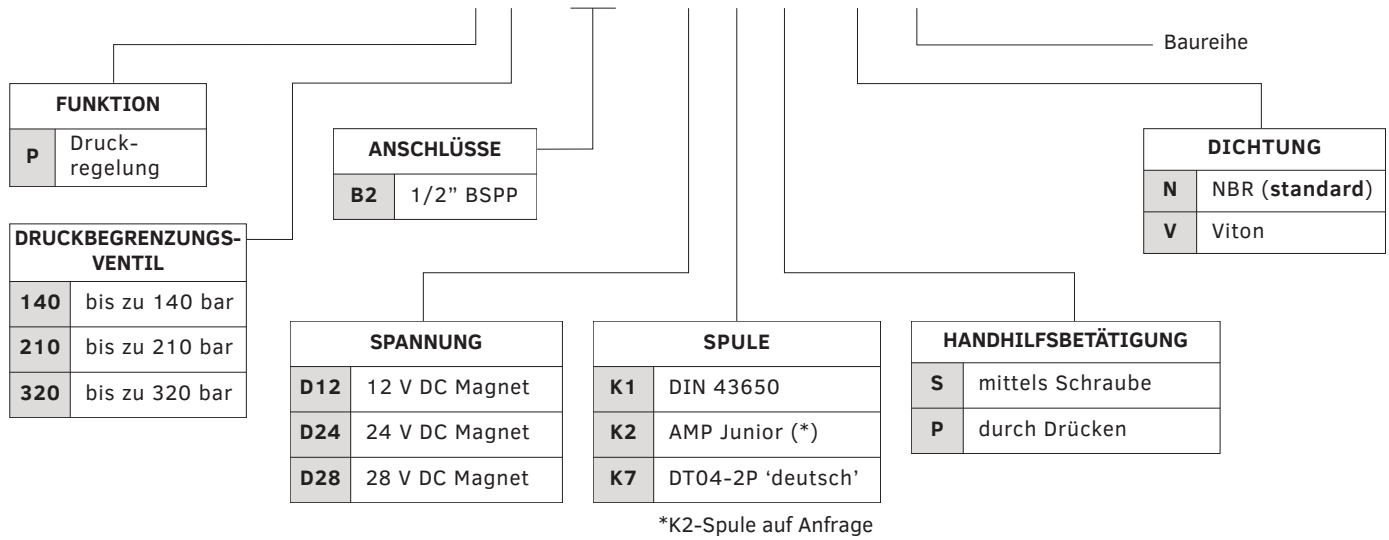 Baureihe
FUNKTION
P Druck-
regelung
ANSCHLÜSSE
B2 1/2” BSPP
DICHTUNG
N NBR (standard)
V Viton
DRUCKBEGRENZUNGS-
VENTIL
140 bis zu 140 bar
210 bis zu 210 bar
320 bis zu 320 bar
SPANNUNG
D12 12 V DC Magnet
D24 24 V DC Magnet
D28 28 V DC Magnet
SPULE
K1 DIN 43650
K2 AMP Junior (*)
K7 DT04-2P ‘deutsch’
*K2-Spule auf Anfrage
HANDHILFSBETÄTIGUNG
S mittels Schraube
P durch Drücken